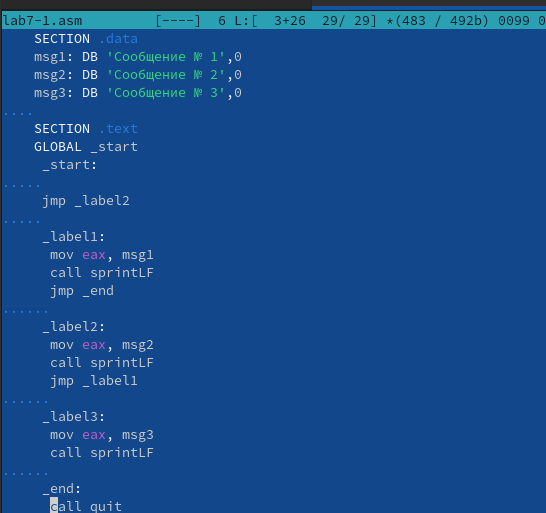 lab7-1.asm [----] 6 L:[ 3+26 29/ 29] *(483 / 492b) 0099 0
SECTION .data
msg1: DB 'Сообщение № 1',0
msg2: DB 'Сообщение № 2',0
msg3: DB 'Сообщение № 3',0
....
SECTION .text
GLOBAL _start
_start:
.....
jmp _label2
.....
_label1:
mov eax, msg1
call sprintLF
jmp _end
......
_label2:
mov eax, msg2
call sprintLF
jmp _label1
......
_label3:
mov eax, msg3
call sprintLF
......
_end:
call quit